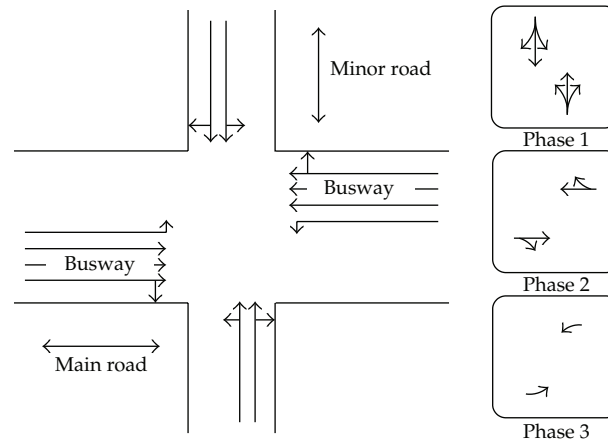 Minor road
Phase 1
Busway
Busway
Phase 2
Main road
Phase 3